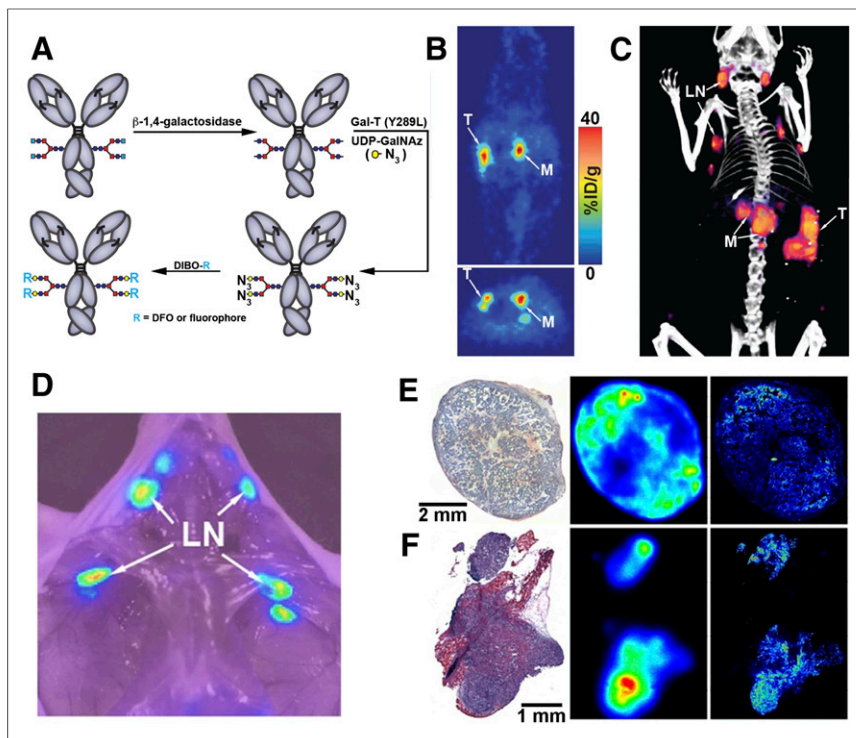 A
β-1,4-galactosidase
Gal-T (Y289L)
UDP-GalNAz
( N3)
DIBO-R
R
R
R
R
N3
N3
N3
N3
R = DFO or fluorophore
B
T
M
T
M
40
%ID/g
0
C
LN
M
T
D
LN
E
2 mm
F
1 mm